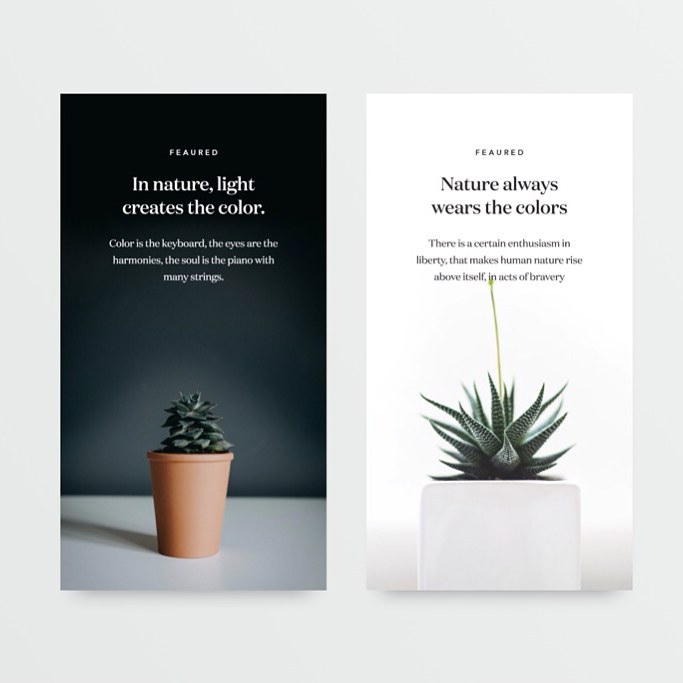 FEAURED
In nature, light
creates the color.
Color is the keyboard, the eyes are the
harmonies, the soul is the piano with
many strings.
FEAURED
Nature always
wears the colors
There is a certain enthusiasm in
liberty, that makes human nature rise
above itself, in acts of bravery